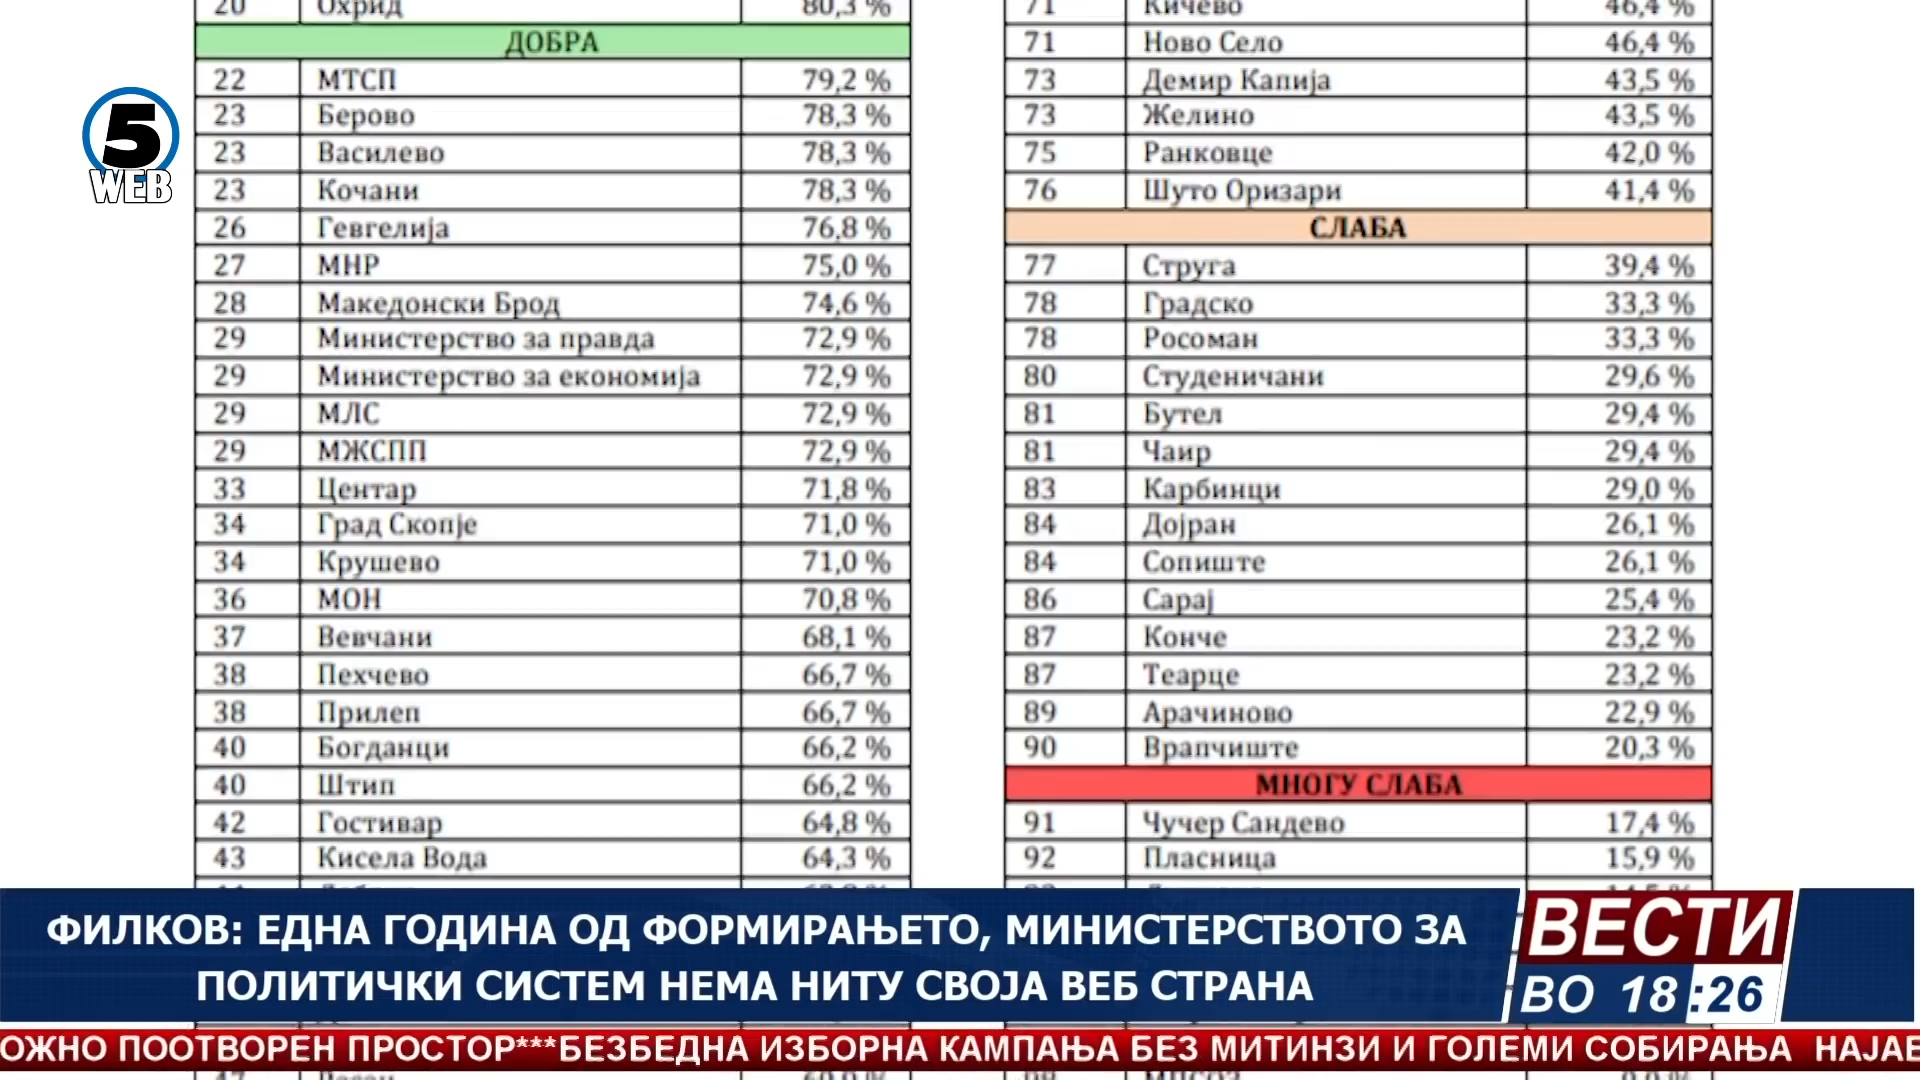 20 Охрид 80,3 %
ДОБРА
22 МТСП 79,2 %
23 Берово 78,3 %
23 Василево 78,3 %
23 Кочани 78,3 %
26 Гевгелија 76,8 %
27 МНР 75,0 %
28 Македонски Брод 74,6 %
29 Министерство за правда 72,9 %
29 Министерство за економија 72,9 %
29 МЛС 72,9 %
29 МЖСПП 72,9 %
33 Центар 71,8 %
34 Град Скопје 71,0 %
34 Крушево 71,0 %
36 МОН 70,8 %
37 Вевчани 68,1 %
38 Пехчево 66,7 %
38 Прилеп 66,7 %
40 Богданци 66,2 %
40 Штип 66,2 %
42 Гостивар 64,8 %
43 Кисела Вода 64,3 %
71 Кичево 46,4 %
71 Ново Село 46,4 %
73 Демир Капија 43,5 %
73 Желино 43,5 %
75 Ранковце 42,0 %
76 Шуто Оризари 41,4 %
СЛАБА
77 Струга 39,4 %
78 Градско 33,3 %
78 Росоман 33,3 %
80 Студеничани 29,6 %
81 Бутел 29,4 %
81 Чаир 29,4 %
83 Карбинци 29,0 %
84 Дојран 26,1 %
84 Сопиште 26,1 %
86 Сарај 25,4 %
87 Конче 23,2 %
87 Теарце 23,2 %
89 Арачиново 22,9 %
90 Врапчиште 20,3 %
МНОГУ СЛАБА
91 Чучер Сандево 17,4 %
92 Пласница 15,9 %
5
WEB
ФИЛКОВ: ЕДНА ГОДИНА ОД ФОРМИРАЊЕТО, МИНИСТЕРСТВОТО ЗА
ПОЛИТИЧКИ СИСТЕМ НЕМА НИТУ СВОЈА ВЕБ СТРАНА
ВЕСТИ
ВО 18:26
ОЖНО ПООТВОРЕН ПРОСТОР***БЕЗБЕДНА ИЗБОРНА КАМПАЊА БЕЗ МИТИНЗИ И ГОЛЕМИ СОБИРАЊА НАЈАВ